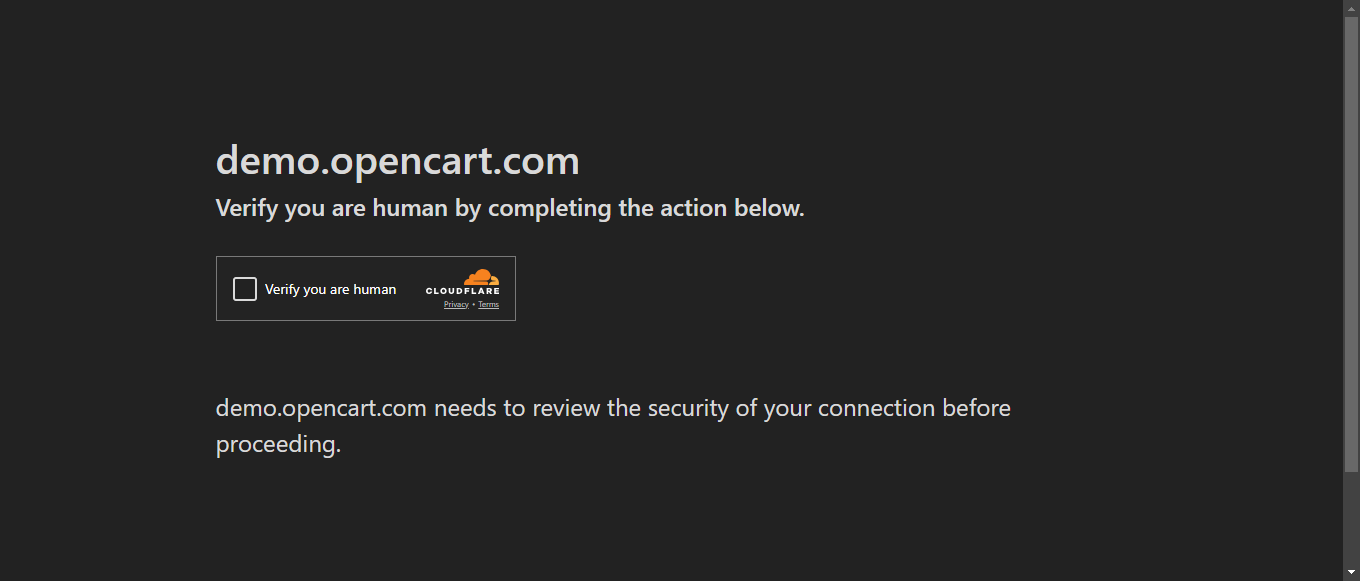 demo.opencart.com
Verify you are human by completing the action below.
Verify you are human
CLOUDFLARE
Privacy • Terms
demo.opencart.com needs to review the security of your connection before
proceeding.